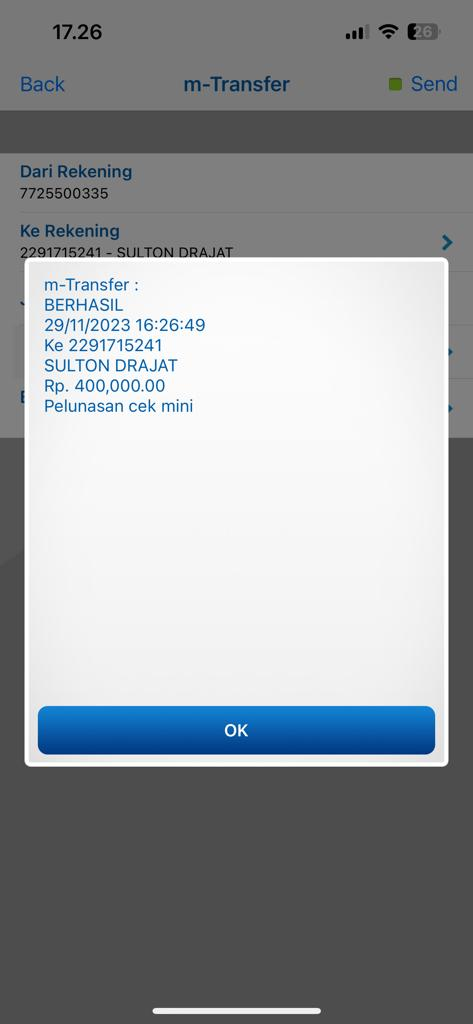 17.26
26
Back
m-Transfer
Send
Dari Rekening
7725500335
Ke Rekening
2291715241 - SULTON DRAJAT
m-Transfer :
BERHASIL
29/11/2023 16:26:49
Ke 2291715241
SULTON DRAJAT
Rp. 400,000.00
Pelunasan cek mini
OK